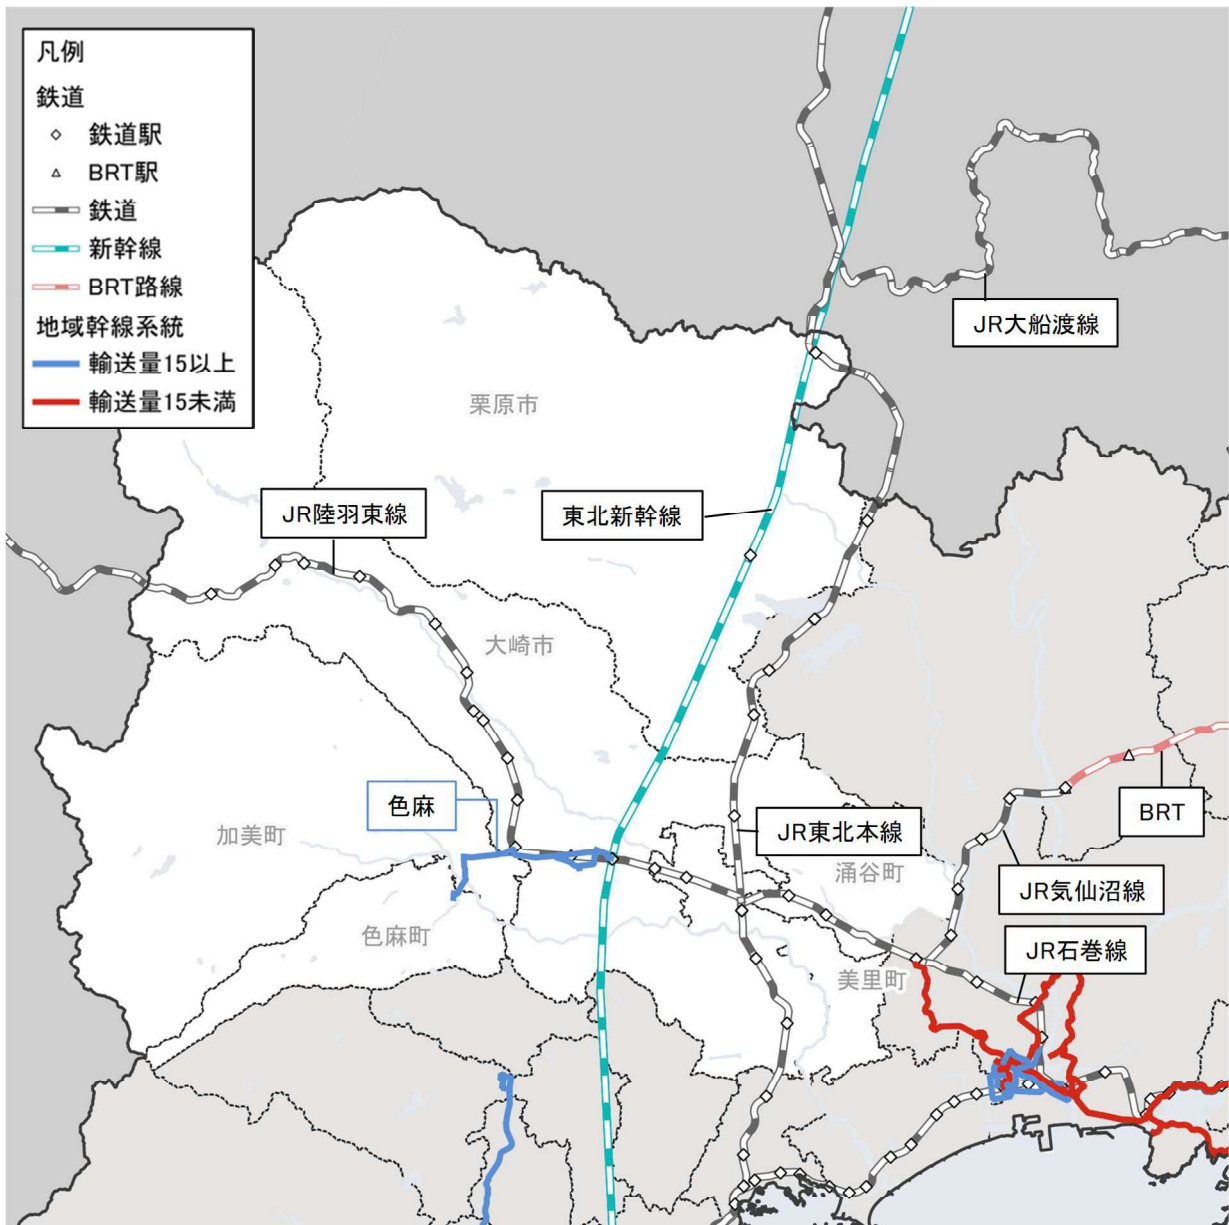 凡例
鉄道
鉄道駅
BRT駅
鉄道
新幹線
BRT路線
地域幹線系統
輸送量15以上
輸送量15未満
JR大船渡線
栗原市
JR陸羽東線
東北新幹線
大崎市
色麻
加美町
JR東北本線
BRT
涌谷町
JR気仙沼線
色麻町
JR石巻線
美里町